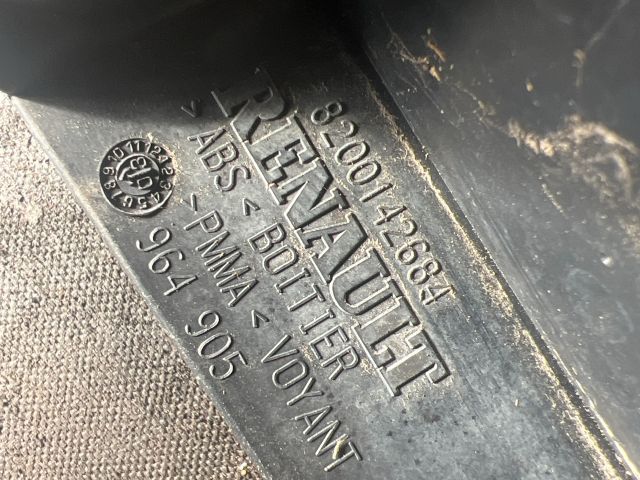 8200142684
RENAULT
>ABS< BOITIER
>PMMA< VOYANT
964 905